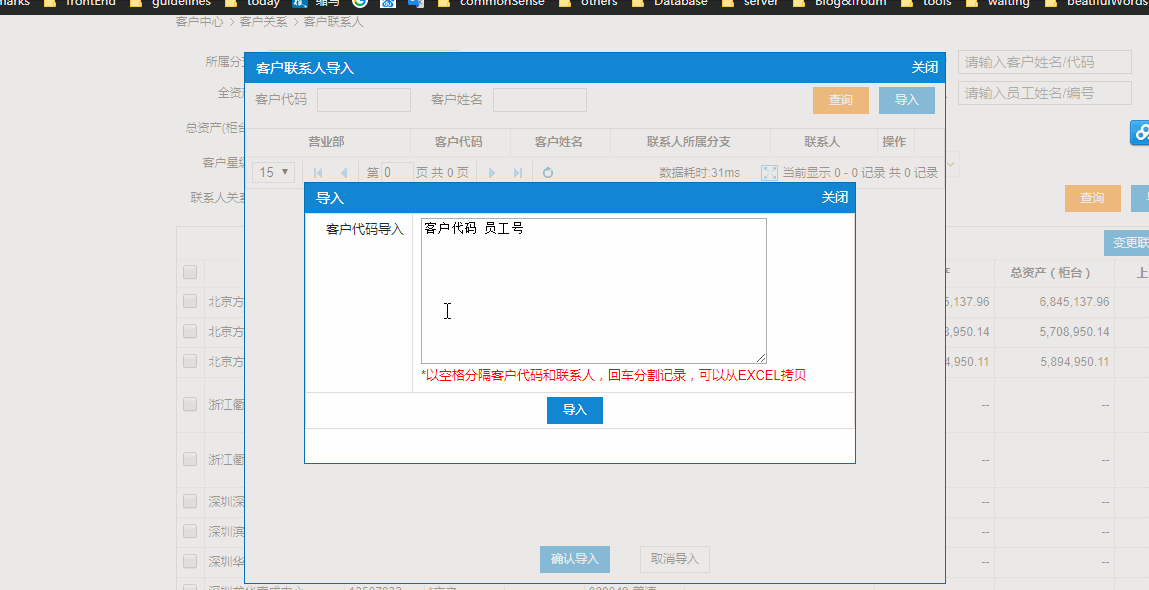 marks frontEnd guidelines today 缩写 commonSense others Database server Blog&froum tools waiting beatifulWords
客户中心 > 客户关系 > 客户联系人
所属分支
请输入客户姓名/代码
全资产
请输入员工姓名/编号
总资产(柜台
客户星级
联系人关系
查询
变更联
客户联系人导入 关闭
客户代码 客户姓名 查询 导入
营业部 客户代码 客户姓名 联系人所属分支 联系人 操作
15 第 0 页 共 0 页 数据耗时:31ms 当前显示 0 - 0 记录 共 0 记录
导入 关闭
客户代码导入
客户代码 员工号
*以空格分隔客户代码和联系人，回车分割记录，可以从EXCEL拷贝
导入
确认导入 取消导入
产 总资产（柜台） 上
北京方 5,137.96 6,845,137.96
北京方 8,950.14 5,708,950.14
北京方 4,950.11 5,894,950.11
浙江衢 -- --
浙江衢 -- --
深圳深 -- --
深圳滨 -- --
深圳华 -- --